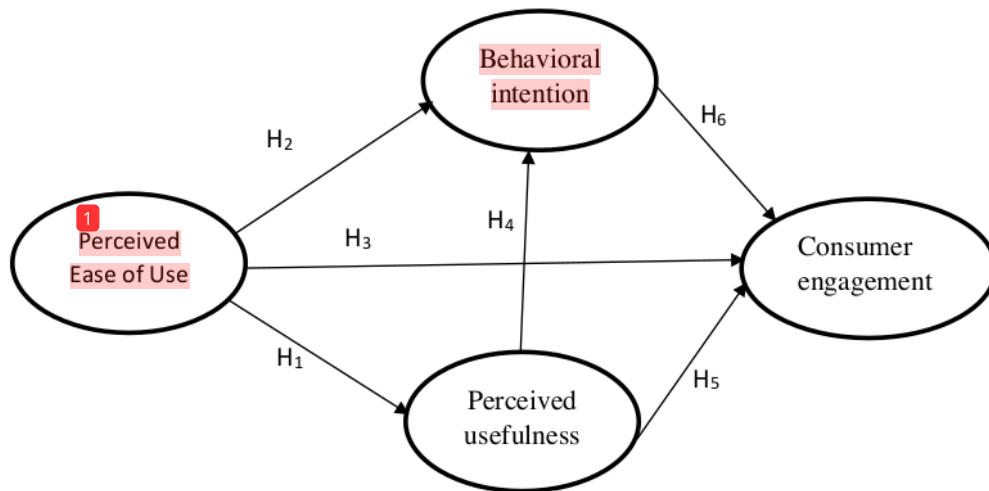 Behavioral
intention
H₆
H₂
1
Perceived
Ease of Use
H₃
H₄
Consumer
engagement
H₁
H₅
Perceived
usefulness